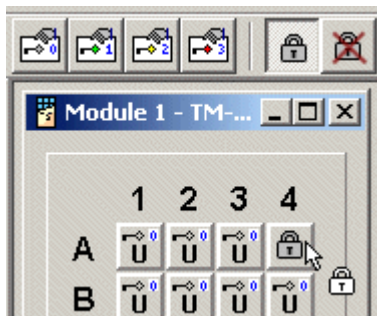 0 1 2 3
Module 1 - TM-...
1 2 3 4
A U 0 U 0 U 0
B U 0 U 0 U 0 U 0